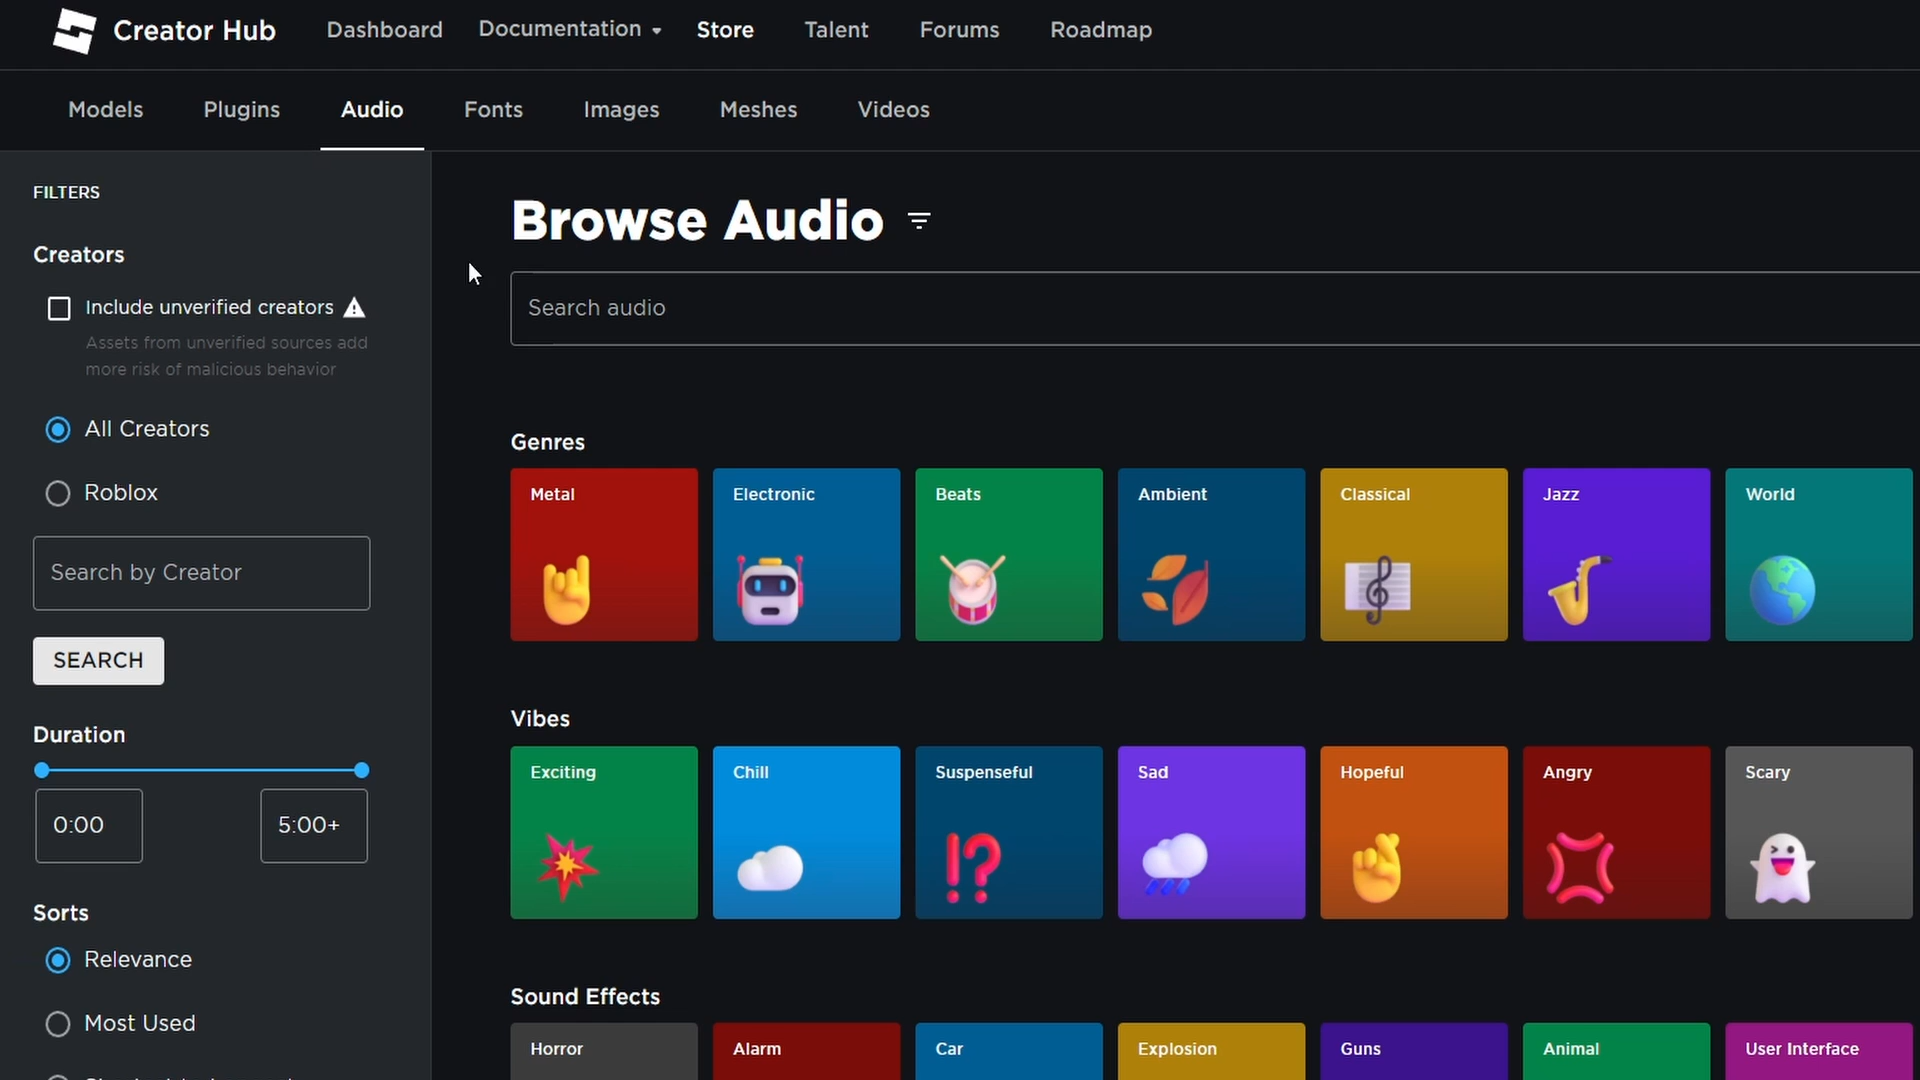 Creator Hub
Dashboard
Documentation
Store
Talent
Forums
Roadmap
Models
Plugins
Audio
Fonts
Images
Meshes
Videos
FILTERS
Creators
Include unverified creators
Assets from unverified sources add
more risk of malicious behavior
All Creators
Roblox
Search by Creator
SEARCH
Duration
0:00
5:00+
Sorts
Relevance
Most Used
Browse Audio
Search audio
Genres
Metal
Electronic
Beats
Ambient
Classical
Jazz
World
Vibes
Exciting
Chill
Suspenseful
Sad
Hopeful
Angry
Scary
Sound Effects
Horror
Alarm
Car
Explosion
Guns
Animal
User Interface